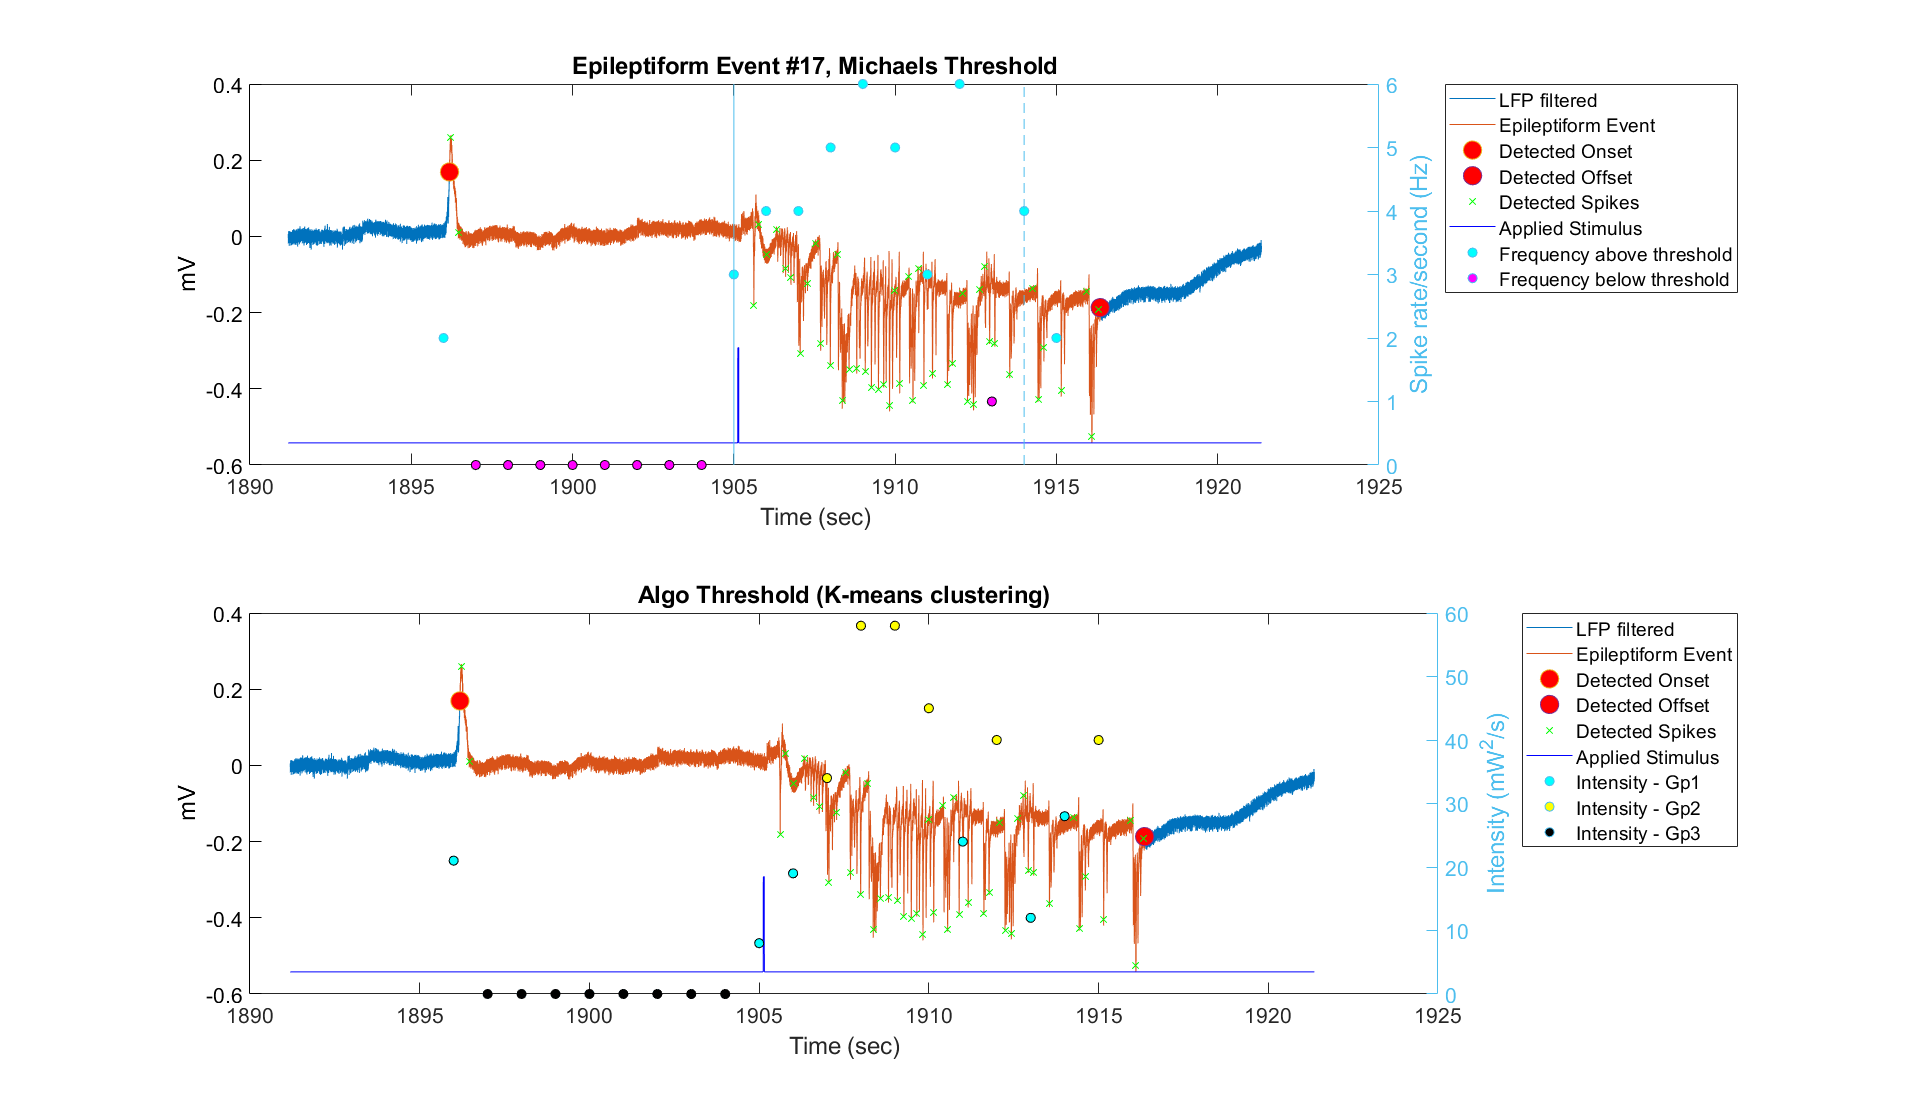 Epileptiform Event #17, Michaels Threshold
0.4
0.2
0
-0.2
-0.4
-0.6
mV
1890
1895
1900
1905
1910
1915
1920
1925
Time (sec)
6
5
4
3
2
1
0
Spike rate/second (Hz)
LFP filtered
Epileptiform Event
Detected Onset
Detected Offset
Detected Spikes
Applied Stimulus
Frequency above threshold
Frequency below threshold
Algo Threshold (K-means clustering)
0.4
0.2
0
-0.2
-0.4
-0.6
mV
1890
1895
1900
1905
1910
1915
1920
1925
Time (sec)
60
50
40
30
20
10
0
Intensity (mW²/s)
LFP filtered
Epileptiform Event
Detected Onset
Detected Offset
Detected Spikes
Applied Stimulus
Intensity - Gp1
Intensity - Gp2
Intensity - Gp3